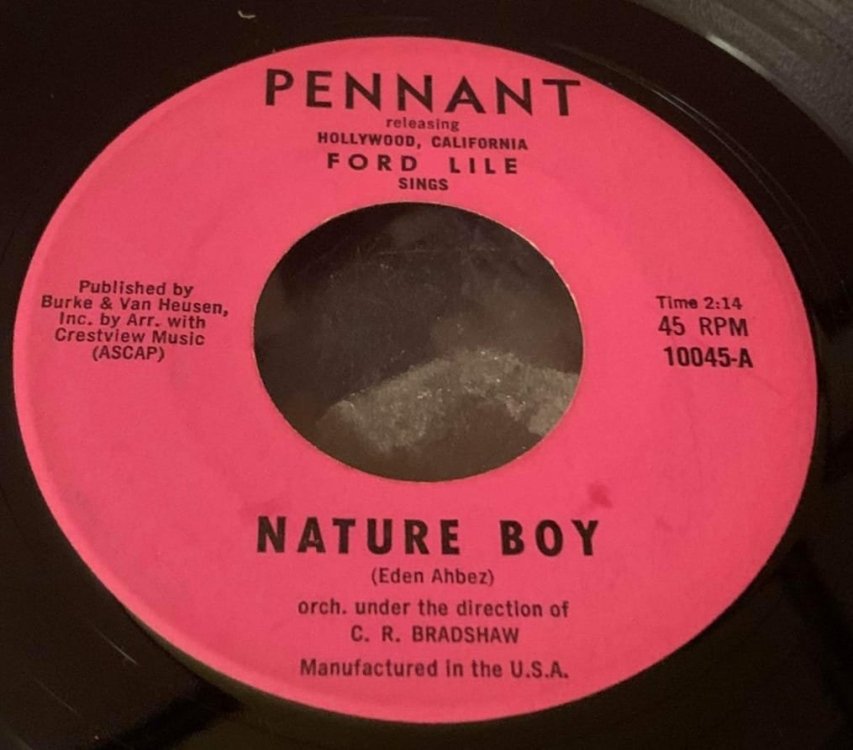 PENNANT
releasing
HOLLYWOOD, CALIFORNIA
FORD LILE
SINGS
Published by
Burke & Van Heusen,
Inc. by Arr. with
Crestview Music
(ASCAP)
Time 2:14
45 RPM
10045-A
NATURE BOY
(Eden Ahbez)
orch. under the direction of
C. R. BRADSHAW
Manufactured in the U.S.A.